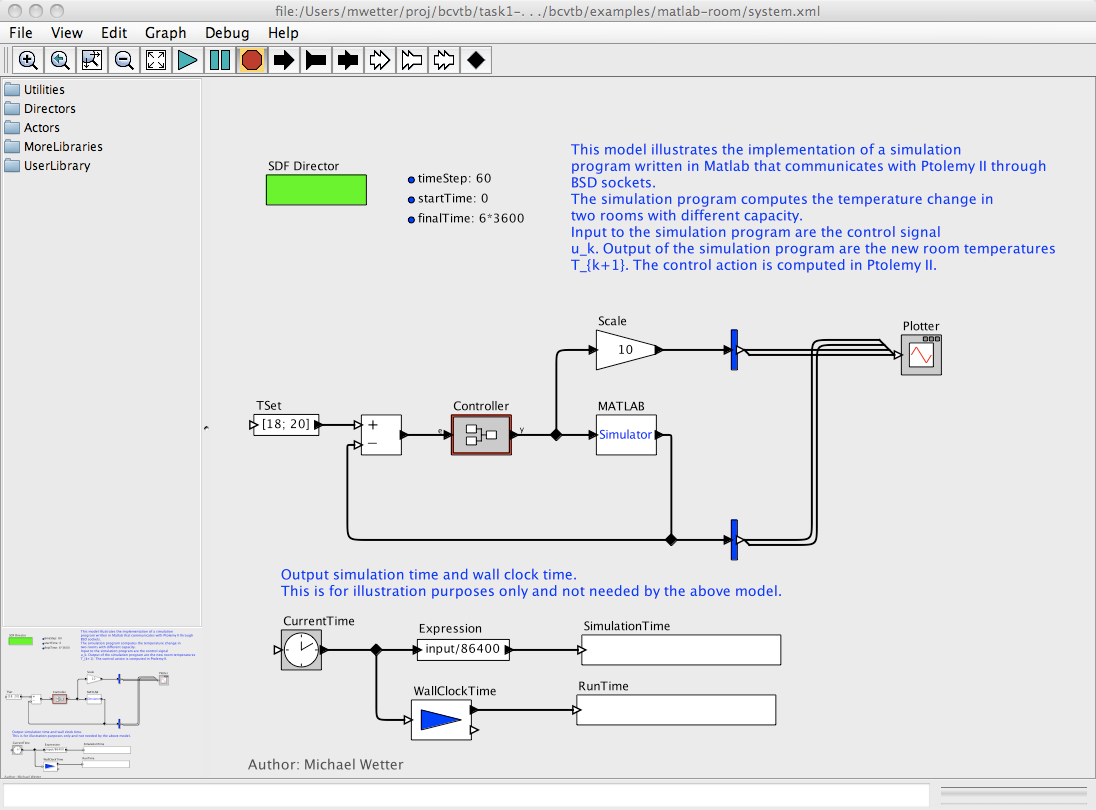 file:/Users/mwetter/proj/bcvtb/task1-. . ./bcvtb/examples/matlab-room/system.xml
File View Edit Graph Debug Help
Utilities
Directors
Actors
MoreLibraries
UserLibrary
SDF Director
timeStep: 60
startTime: 0
finalTime: 6*3600
This model illustrates the implementation of a simulation
program written in Matlab that communicates with Ptolemy II through
BSD sockets.
The simulation program computes the temperature change in
two rooms with different capacity.
Input to the simulation program are the control signal
u_k. Output of the simulation program are the new room temperatures
T_{k+1}. The control action is computed in Ptolemy II.
Scale
10
Plotter
TSet
[18; 20]
+
−
Controller
e
y
MATLAB
Simulator
Output simulation time and wall clock time.
This is for illustration purposes only and not needed by the above model.
CurrentTime
Expression
input/86400
SimulationTime
WallClockTime
RunTime
Author: Michael Wetter